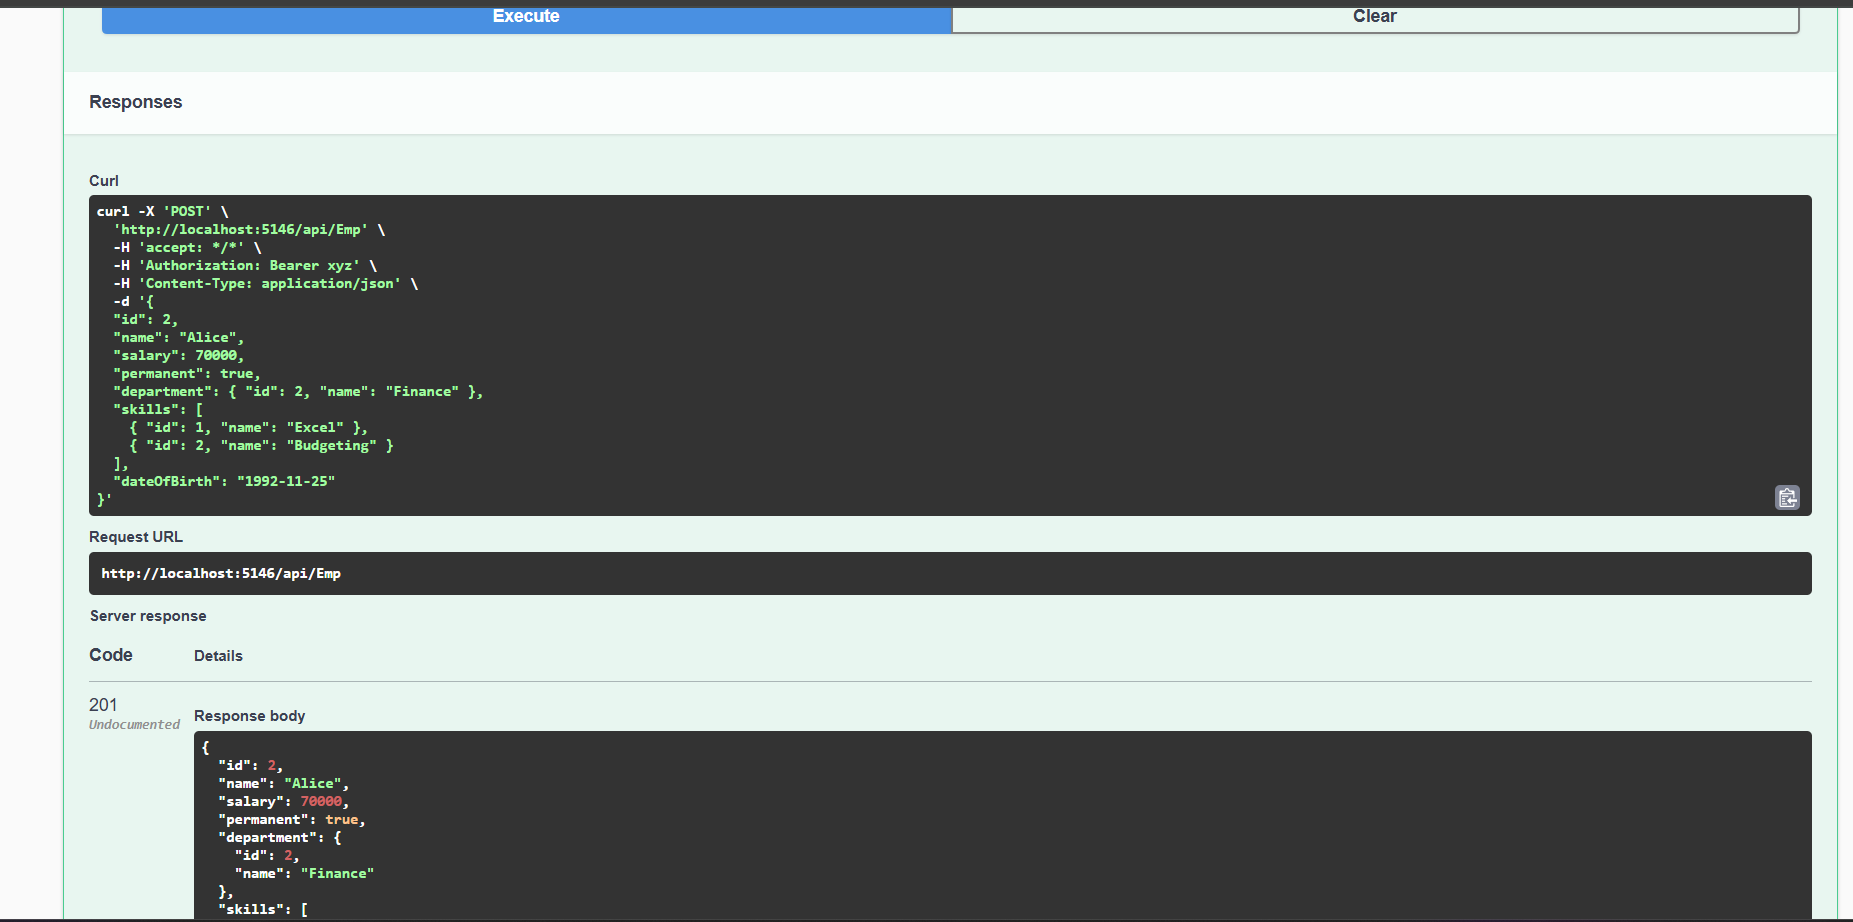 Execute
Clear
Responses
Curl
curl -X 'POST' \
  'http://localhost:5146/api/Emp' \
  -H 'accept: */*' \
  -H 'Authorization: Bearer xyz' \
  -H 'Content-Type: application/json' \
  -d '{
  "id": 2,
  "name": "Alice",
  "salary": 70000,
  "permanent": true,
  "department": { "id": 2, "name": "Finance" },
  "skills": [
    { "id": 1, "name": "Excel" },
    { "id": 2, "name": "Budgeting" }
  ],
  "dateOfBirth": "1992-11-25"
}'
Request URL
http://localhost:5146/api/Emp
Server response
Code
Details
201
Undocumented
Response body
{
  "id": 2,
  "name": "Alice",
  "salary": 70000,
  "permanent": true,
  "department": {
    "id": 2,
    "name": "Finance"
  },
  "skills": [